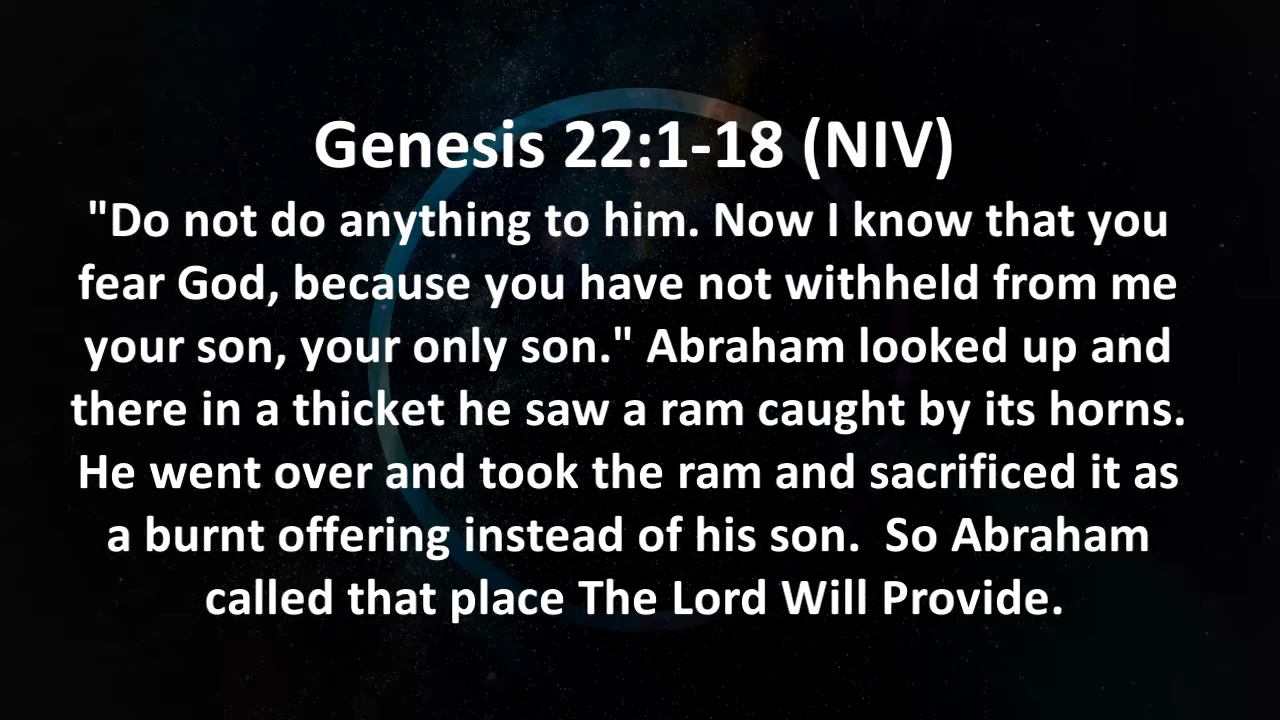 Genesis 22:1-18 (NIV)
"Do not do anything to him. Now I know that you
fear God, because you have not withheld from me
your son, your only son." Abraham looked up and
there in a thicket he saw a ram caught by its horns.
He went over and took the ram and sacrificed it as
a burnt offering instead of his son.  So Abraham
called that place The Lord Will Provide.